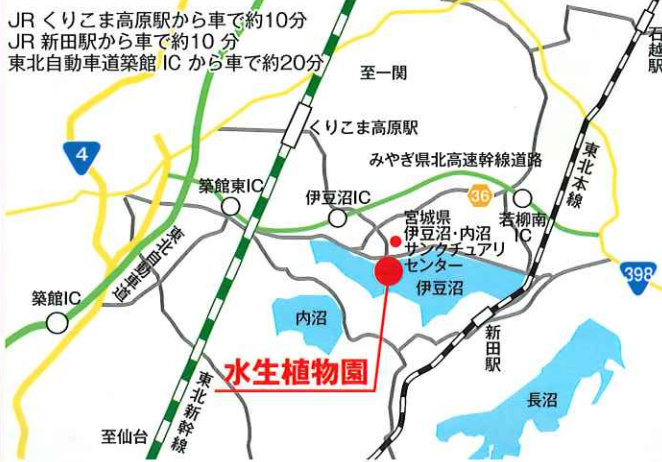 JR くりこま高原駅から車で約10分
JR 新田駅から車で約10 分
東北自動車道築館 IC から車で約20分
石越駅
至一関
くりこま高原駅
4
みやぎ県北高速幹線道路
東北本線
築館東IC
伊豆沼IC
36
若柳南
IC
宮城県
伊豆沼・内沼
サンクチュアリ
センター
東北自動車道
伊豆沼
398
築館IC
内沼
新田駅
水生植物園
長沼
東北新幹線
至仙台